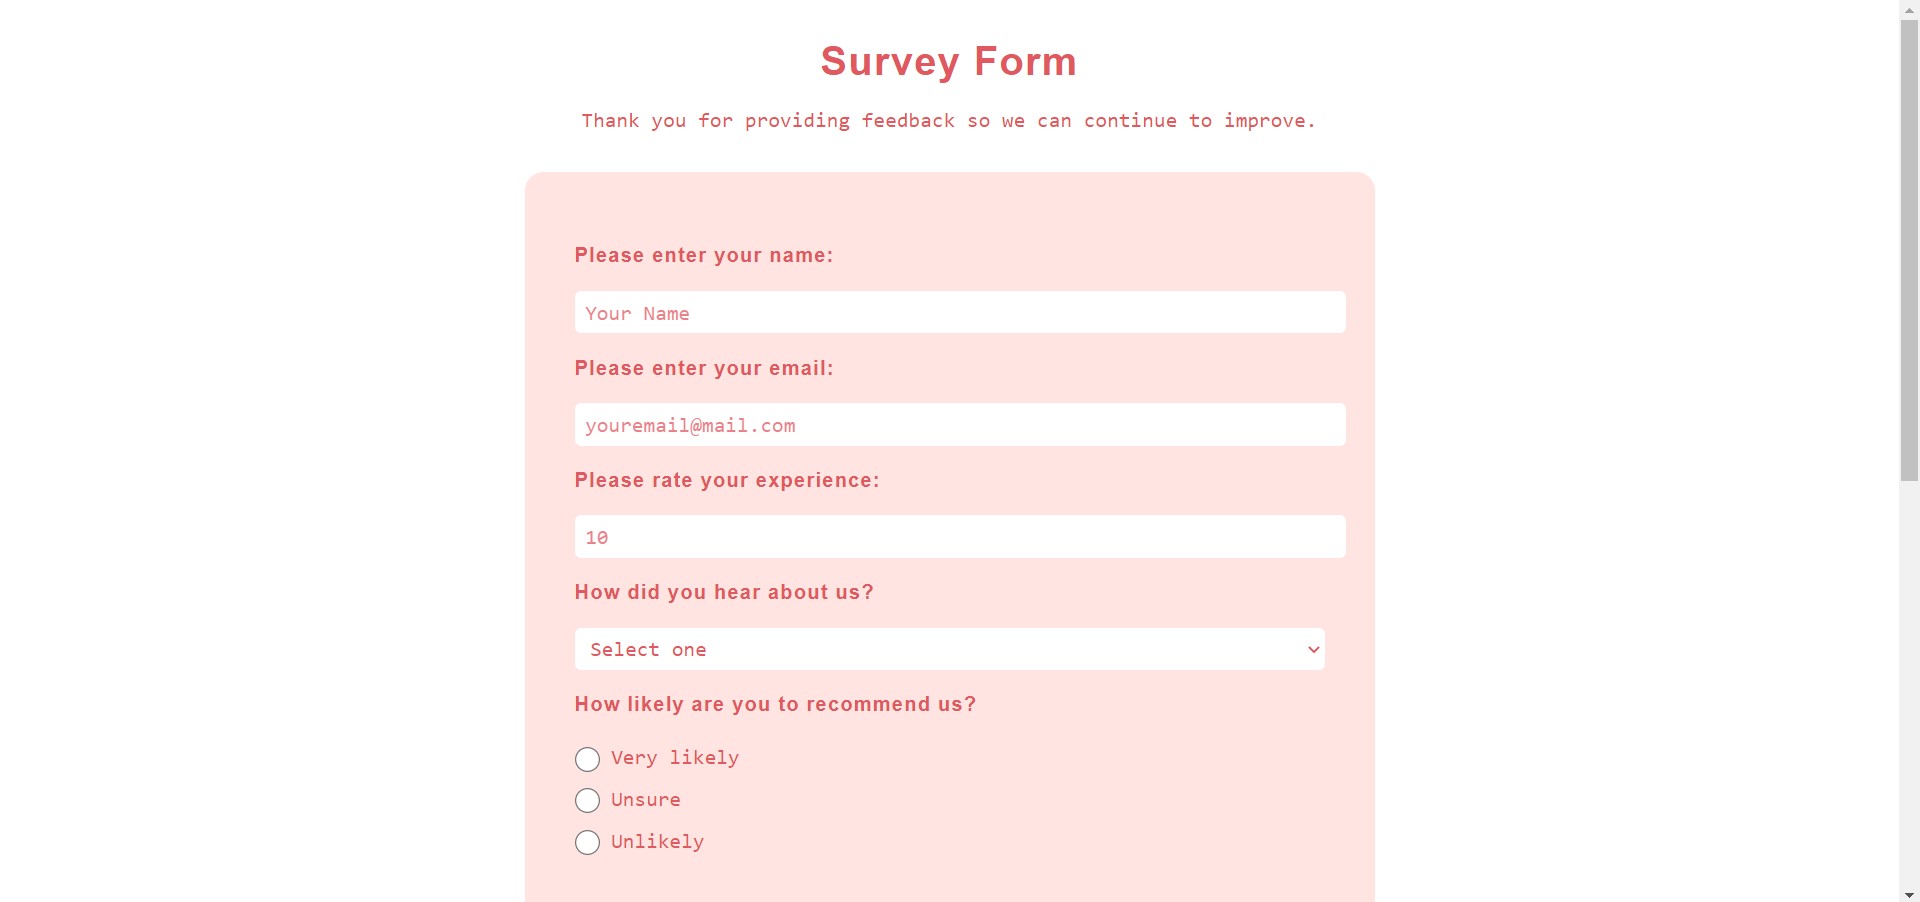 Survey Form
Thank you for providing feedback so we can continue to improve.
Please enter your name:
Your Name
Please enter your email:
youremail@mail.com
Please rate your experience:
10
How did you hear about us?
Select one
How likely are you to recommend us?
Very likely
Unsure
Unlikely